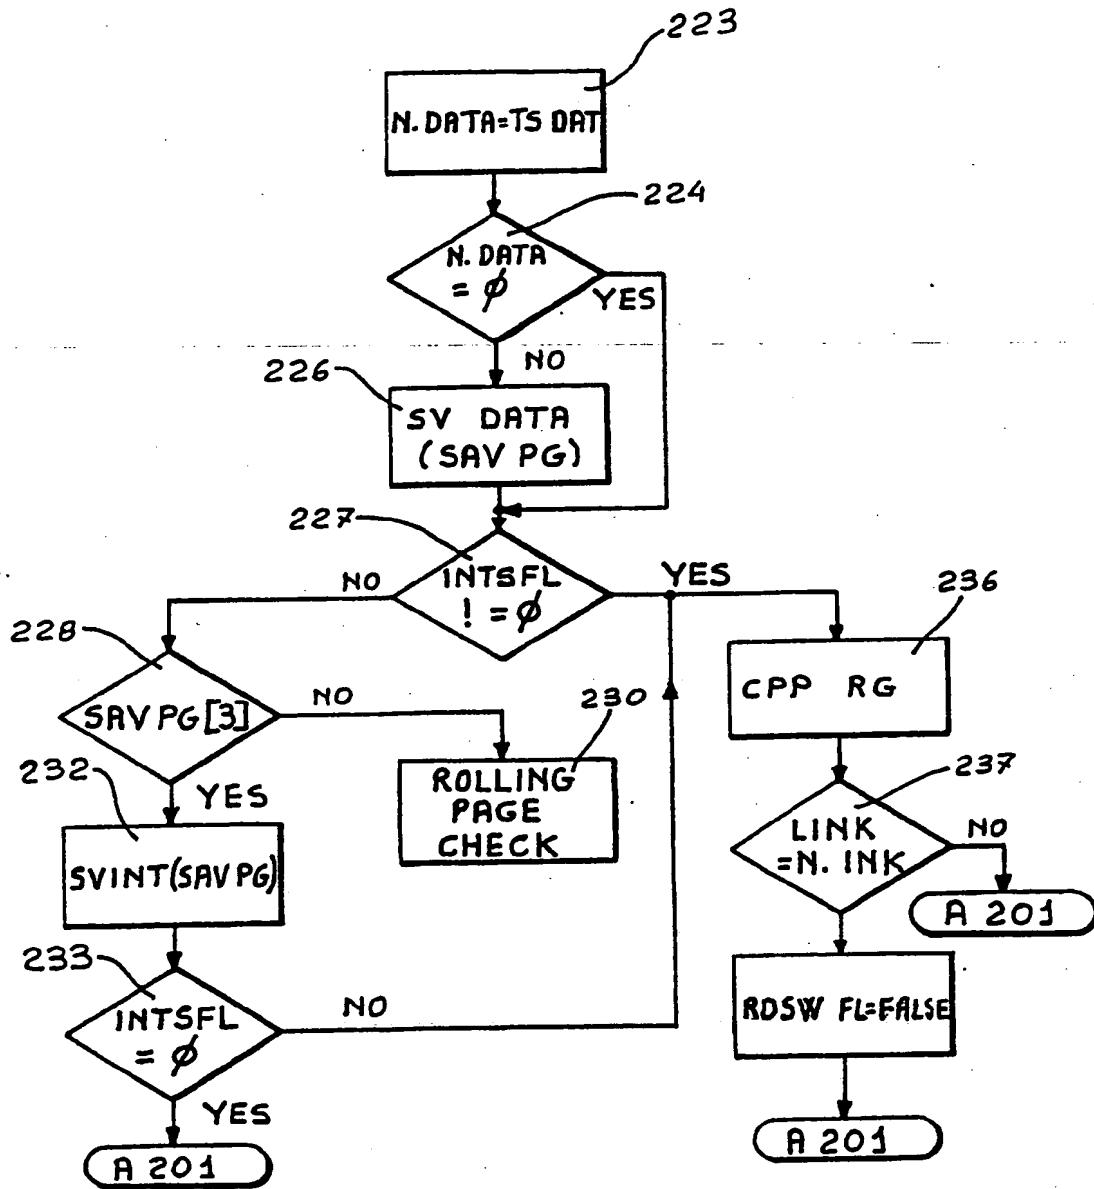 223
N. DATA=TS DAT
224
N. DATA
= ϕ
YES
NO
226
SV DATA
(SAV PG)
227
INTSFL
! = ϕ
NO
YES
228
SAV PG [3]
NO
230
ROLLING
PAGE
CHECK
236
CPP RG
237
LINK
=N. INK
NO
A 201
232
YES
SVINT(SAV PG)
233
INTSFL
= ϕ
NO
YES
A 201
RDSW FL=FALSE
A 201